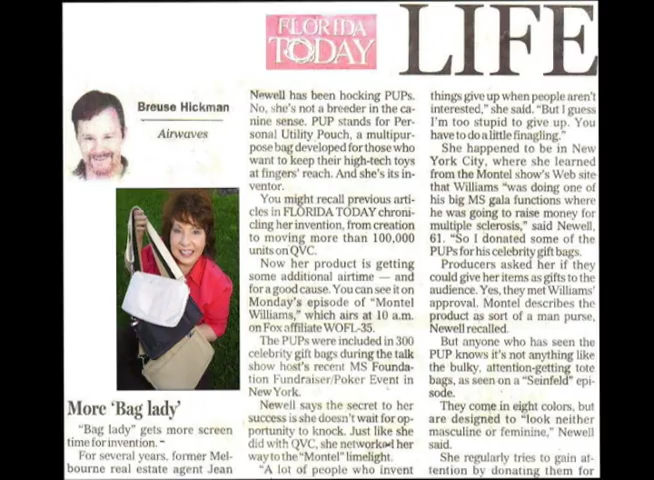 FLORIDA
TODAY
LIFE
Breuse Hickman
Airwaves
More 'Bag lady'
"Bag lady" gets more screen
time for invention.
For several years, former Mel-
bourne real estate agent Jean
Newell has been hocking PUPs.
No, she's not a breeder in the ca-
nine sense. PUP stands for Per-
sonal Utility Pouch, a multipur-
pose bag developed for those who
want to keep their high-tech toys
at fingers' reach. And she's its in-
ventor.
You might recall previous arti-
cles in FLORIDA TODAY chroni-
cling her invention, from creation
to moving more than 100,000
units on QVC.
Now her product is getting
some additional airtime — and
for a good cause. You can see it on
Monday's episode of "Montel
Williams," which airs at 10 a.m.
on Fox affiliate WOFL-35.
The PUPs were included in 300
celebrity gift bags during the talk
show host's recent MS Founda-
tion Fundraiser/Poker Event in
New York.
Newell says the secret to her
success is she doesn't wait for op-
portunity to knock. Just like she
did with QVC, she networked her
way to the "Montel" limelight.
"A lot of people who invent
things give up when people aren't
interested," she said. "But I guess
I'm too stupid to give up. You
have to do a little finagling."
She happened to be in New
York City, where she learned
from the Montel show's Web site
that Williams "was doing one of
his big MS gala functions where
he was going to raise money for
multiple sclerosis," said Newell,
61. "So I donated some of the
PUPs for his celebrity gift bags.
Producers asked her if they
could give her items as gifts to the
audience. Yes, they met Williams'
approval. Montel describes the
product as sort of a man purse,
Newell recalled.
But anyone who has seen the
PUP knows it's not anything like
the bulky, attention-getting tote
bags, as seen on a "Seinfeld" epi-
sode.
They come in eight colors, but
are designed to "look neither
masculine or feminine," Newell
said.
She regularly tries to gain at-
tention by donating them for